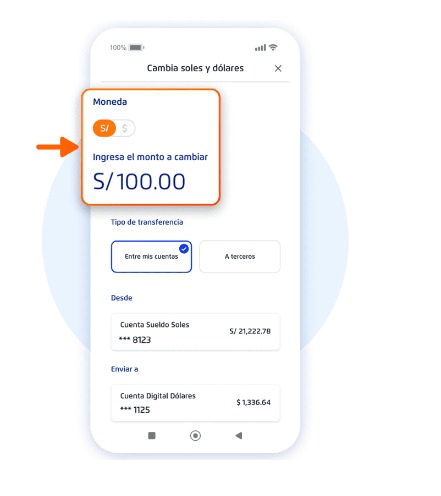 100%
Cambia soles y dólares
Moneda
S/ $
Ingresa el monto a cambiar
S/100.00
Tipo de transferencia
Entre mis cuentas A terceros
Desde
Cuenta Sueldo Soles S/ 21,222.78
*** 8123
Enviar a
Cuenta Digital Dólares $ 1,336.64
*** 1125